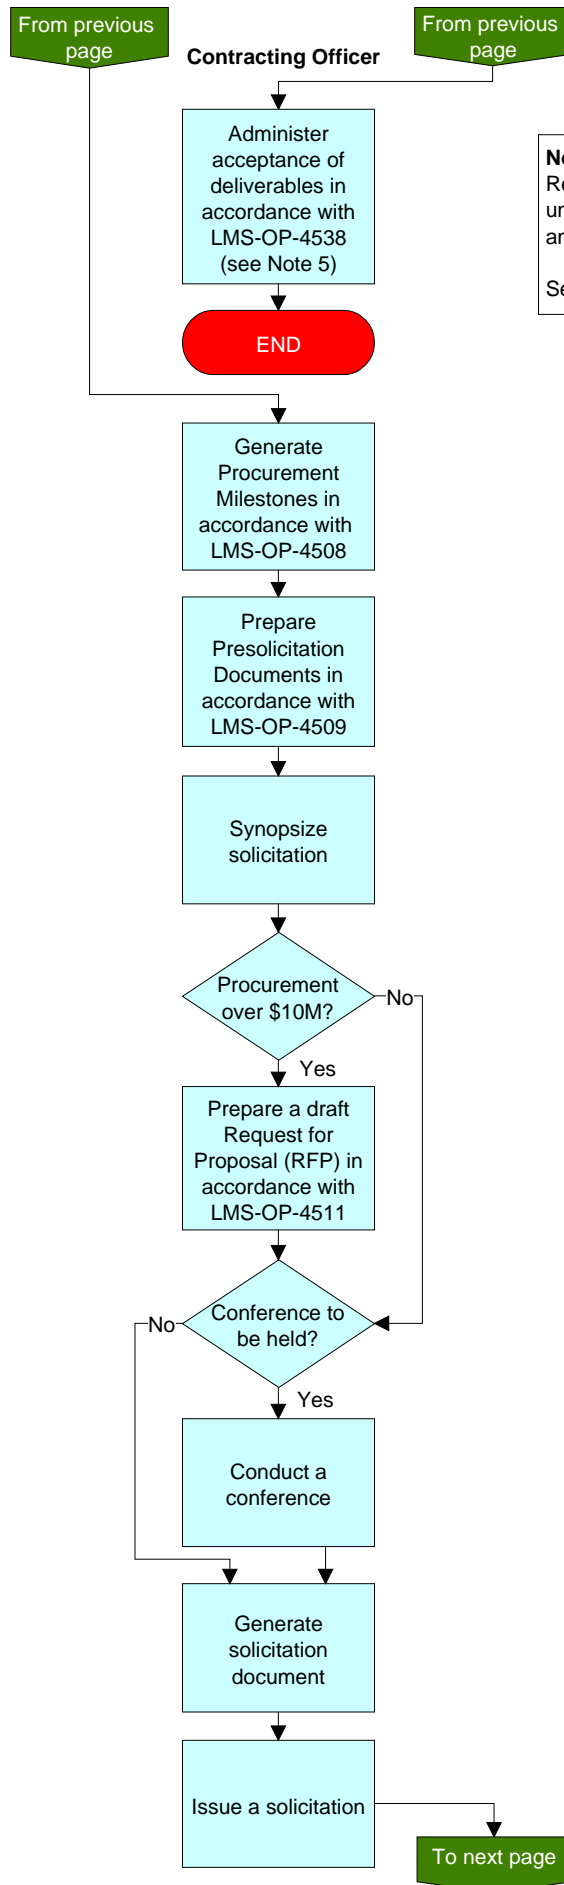 From previous
page
Contracting Officer
From previous
page
Administer
acceptance of
deliverables in
accordance with
LMS-OP-4538
(see Note 5)
END
Generate
Procurement
Milestones in
accordance with
LMS-OP-4508
Prepare
Presolicitation
Documents in
accordance with
LMS-OP-4509
Synopsize
solicitation
Procurement
over $10M?
No
Yes
Prepare a draft
Request for
Proposal (RFP) in
accordance with
LMS-OP-4511
Conference to
be held?
No
Yes
Conduct a
conference
Generate
solicitation
document
Issue a solicitation
To next page